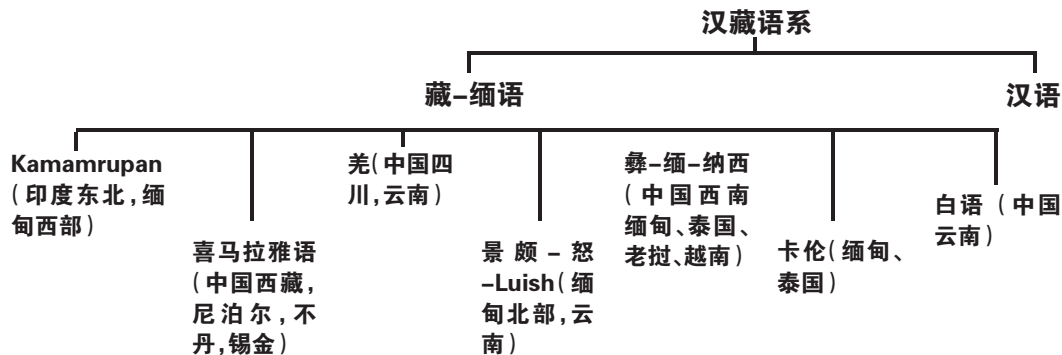 汉藏语系
藏–缅语
汉语
Kamamrupan
(印度东北,缅
甸西部)
喜马拉雅语
(中国西藏,
尼泊尔,不
丹,锡金)
羌(中国四
川,云南)
景颇–怒
–Luish(缅
甸北部,云
南)
彝–缅–纳西
(中国西南
缅甸、泰国、
老挝、越南)
卡伦(缅甸、
泰国)
白语(中国
云南)